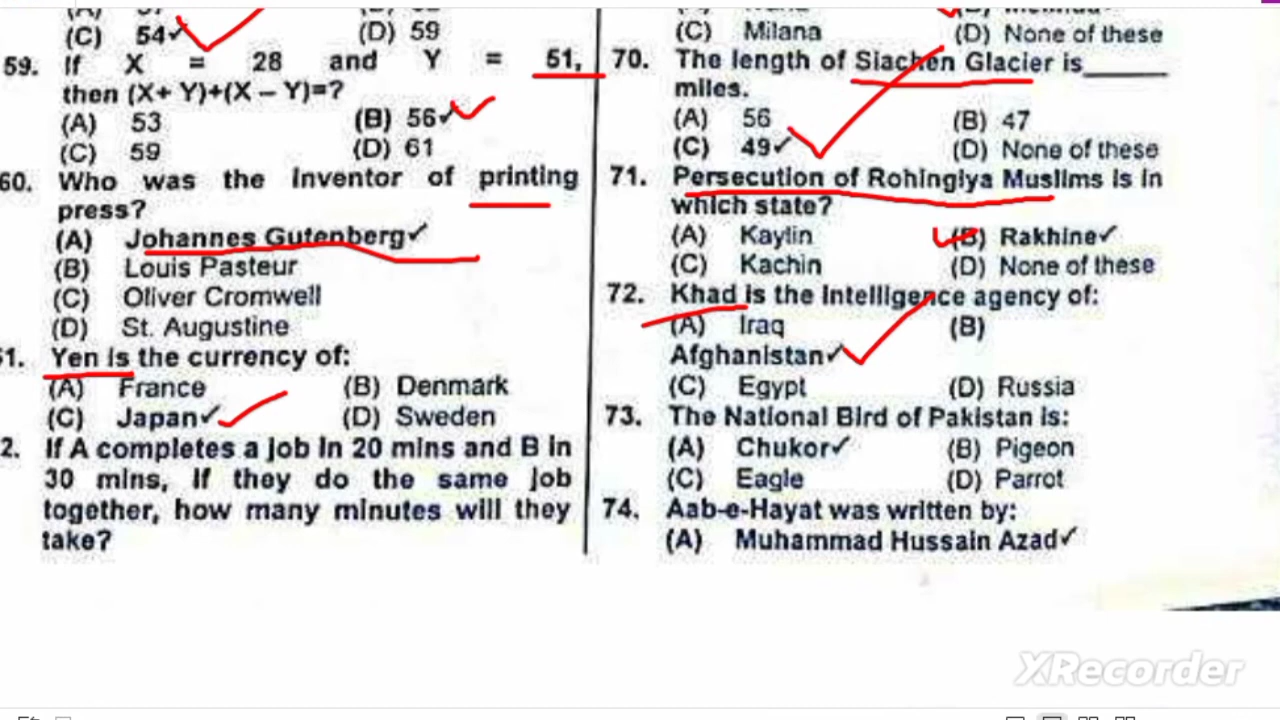 (C) 54✓ (D) 59
59. If X = 28 and Y = 51,
then (X+ Y)+(X – Y)=?
(A) 53 (B) 56✓
(C) 59 (D) 61
60. Who was the inventor of printing
press?
(A) Johannes Gutenberg✓
(B) Louis Pasteur
(C) Oliver Cromwell
(D) St. Augustine
1. Yen is the currency of:
(A) France (B) Denmark
(C) Japan✓ (D) Sweden
2. If A completes a job in 20 mins and B in
30 mins, If they do the same job
together, how many minutes will they
take?
(C) Milana (D) None of these
70. The length of Siachen Glacier is____
miles.
(A) 56 (B) 47
(C) 49✓ (D) None of these
71. Persecution of Rohingiya Muslims is in
which state?
(A) Kaylin (B) Rakhine✓
(C) Kachin (D) None of these
72. Khad is the intelligence agency of:
(A) Iraq (B)
Afghanistan✓
(C) Egypt (D) Russia
73. The National Bird of Pakistan is:
(A) Chukor✓ (B) Pigeon
(C) Eagle (D) Parrot
74. Aab-e-Hayat was written by:
(A) Muhammad Hussain Azad✓
XRecorder